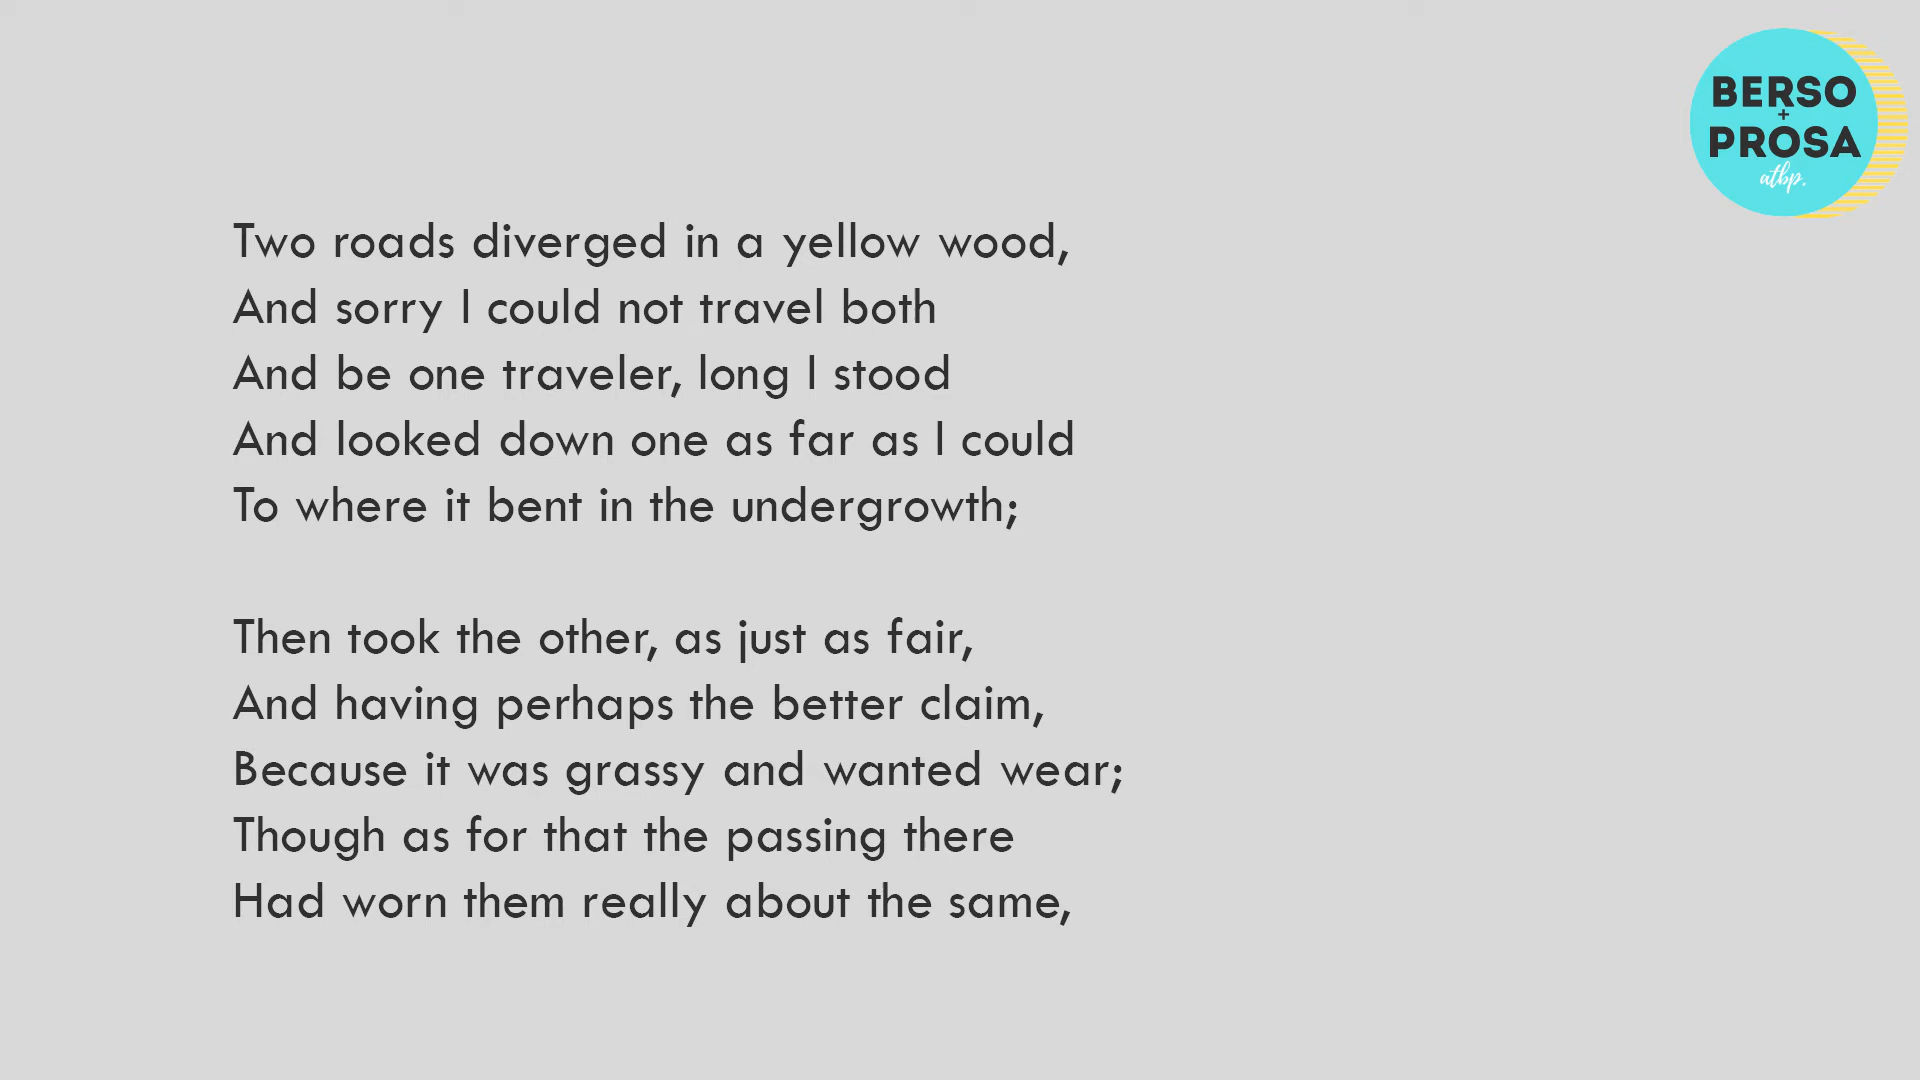 BERSO
+
PROSA
atbp.
Two roads diverged in a yellow wood,
And sorry I could not travel both
And be one traveler, long I stood
And looked down one as far as I could
To where it bent in the undergrowth;
Then took the other, as just as fair,
And having perhaps the better claim,
Because it was grassy and wanted wear;
Though as for that the passing there
Had worn them really about the same,